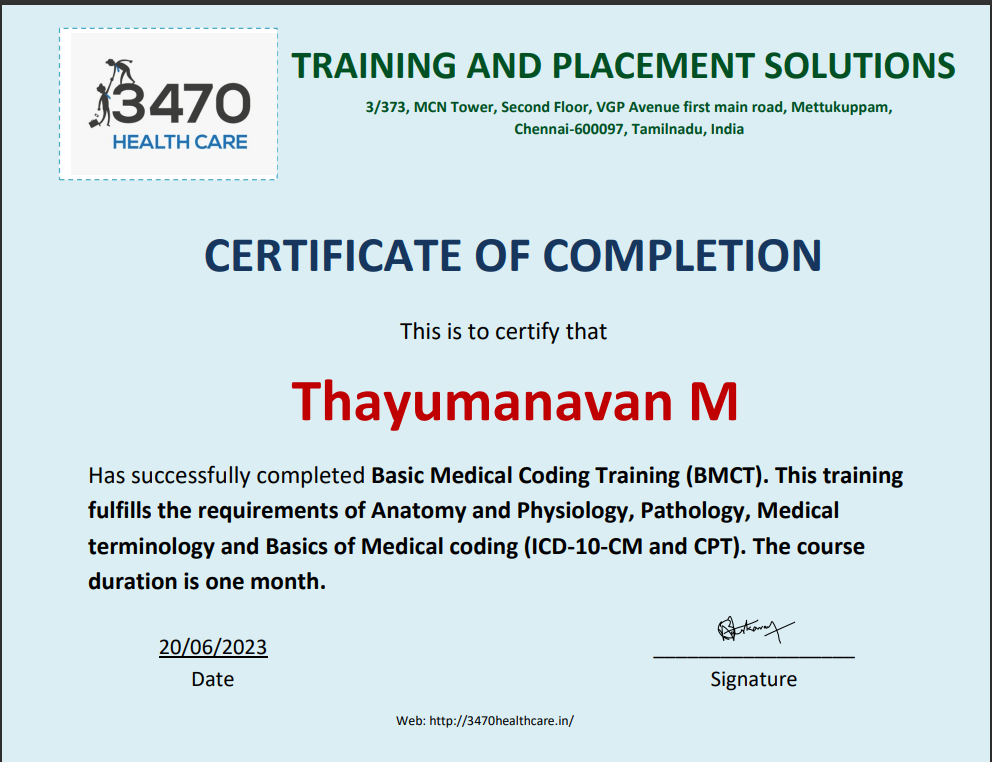 3470
HEALTH CARE
TRAINING AND PLACEMENT SOLUTIONS
3/373, MCN Tower, Second Floor, VGP Avenue first main road, Mettukuppam,
Chennai-600097, Tamilnadu, India
CERTIFICATE OF COMPLETION
This is to certify that
Thayumanavan M
Has successfully completed Basic Medical Coding Training (BMCT). This training
fulfills the requirements of Anatomy and Physiology, Pathology, Medical
terminology and Basics of Medical coding (ICD-10-CM and CPT). The course
duration is one month.
20/06/2023
Date
Signature
Web: http://3470healthcare.in/